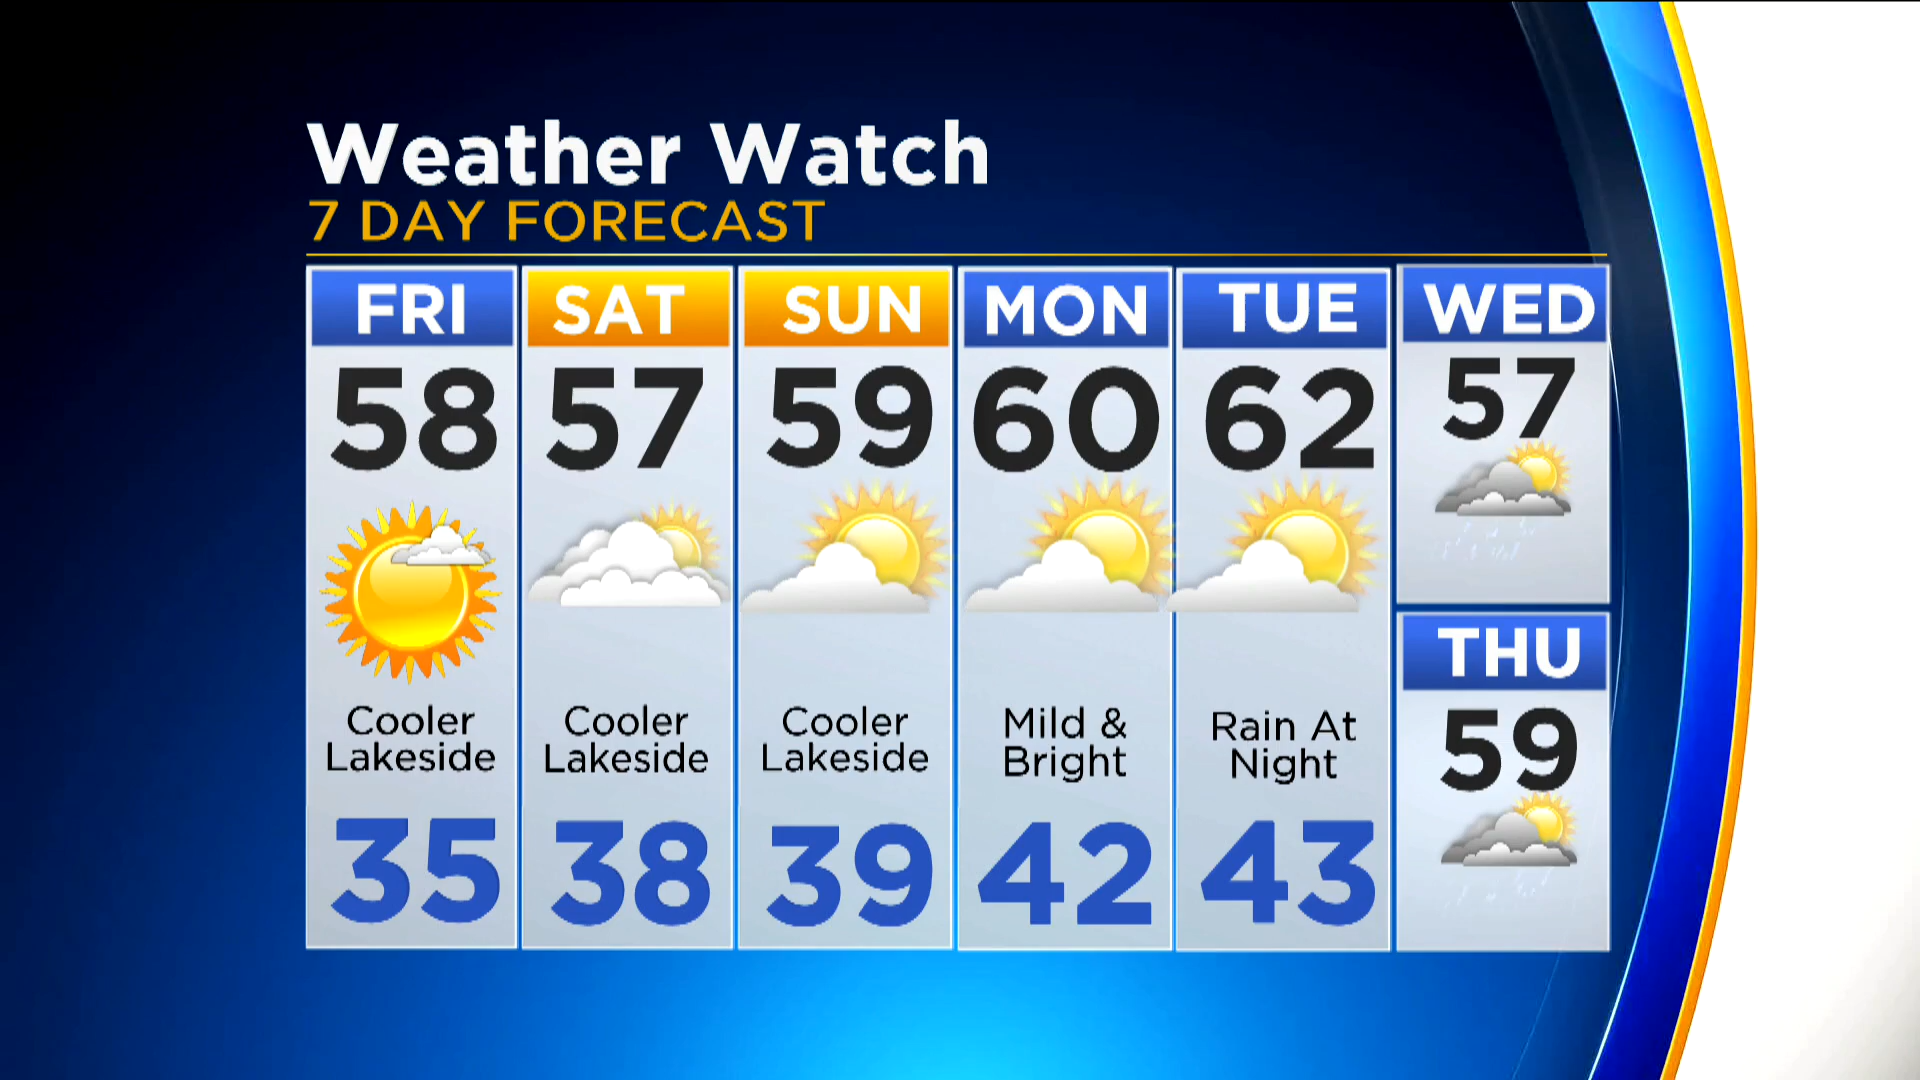 Weather Watch
7 DAY FORECAST
FRI
58
Cooler
Lakeside
35
SAT
57
Cooler
Lakeside
38
SUN
59
Cooler
Lakeside
39
MON
60
Mild &
Bright
42
TUE
62
Rain At
Night
43
WED
57
THU
59